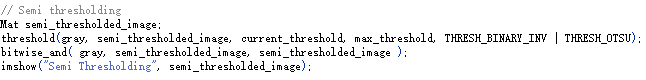 // Semi thresholding
Mat semi_thresholded_image;
threshold(gray, semi_thresholded_image, current_threshold, max_threshold, THRESH_BINARY_INV | THRESH_OTSU);
bitwise_and( gray, semi_thresholded_image, semi_thresholded_image );
imshow("Semi Thresholding", semi_thresholded_image);